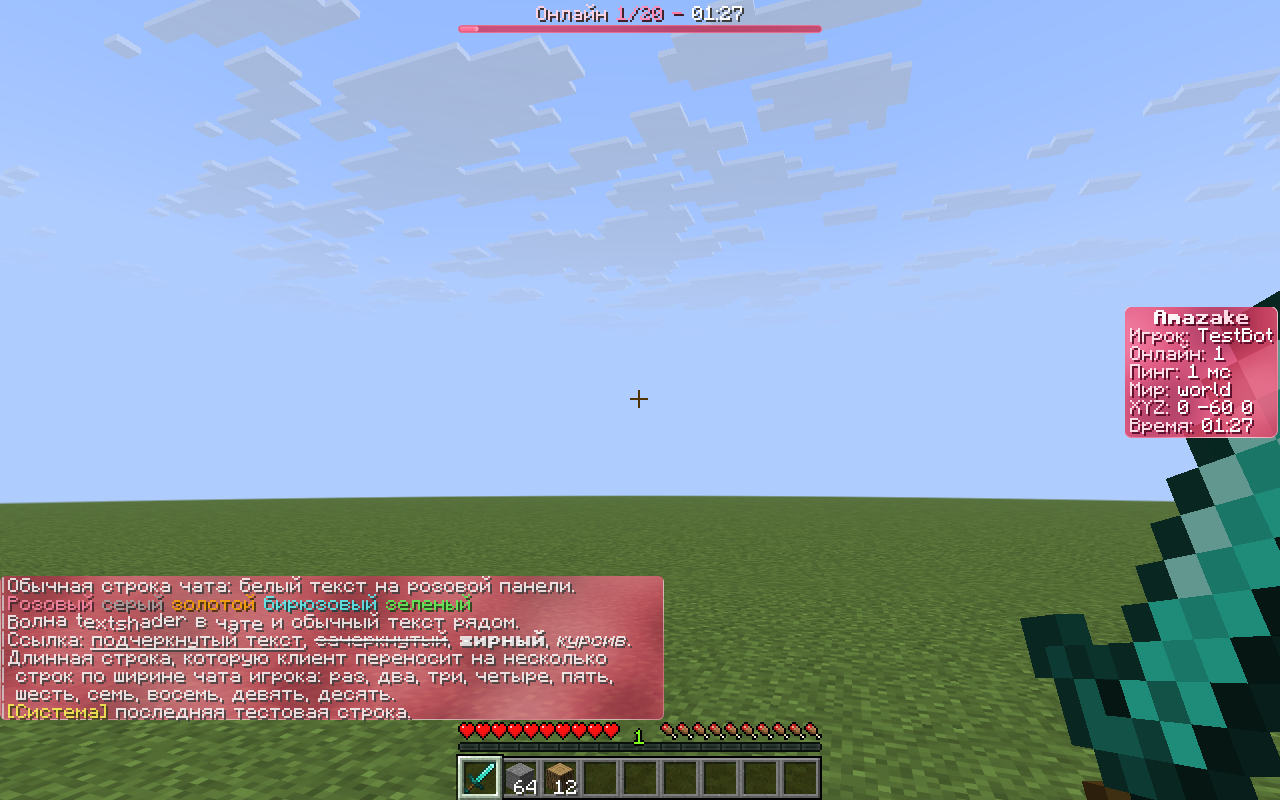 Онлайн 1/20 - 01:27
Amazake
Игрок: TestBot
Онлайн: 1
Пинг: 1 мс
Мир: world
XYZ: 0 -60 0
Время: 01:27
Обычная строка чата: белый текст на розовой панели.
Розовый серый золотой бирюзовый зеленый
Волна textshader в чате и обычный текст рядом.
Ссылка: подчеркнутый текст, зачеркнутый, жирный, курсив.
Длинная строка, которую клиент переносит на несколько
строк по ширине чата игрока: раз, два, три, четыре, пять,
шесть, семь, восемь, девять, десять.
[Система] последняя тестовая строка.
1
64 12